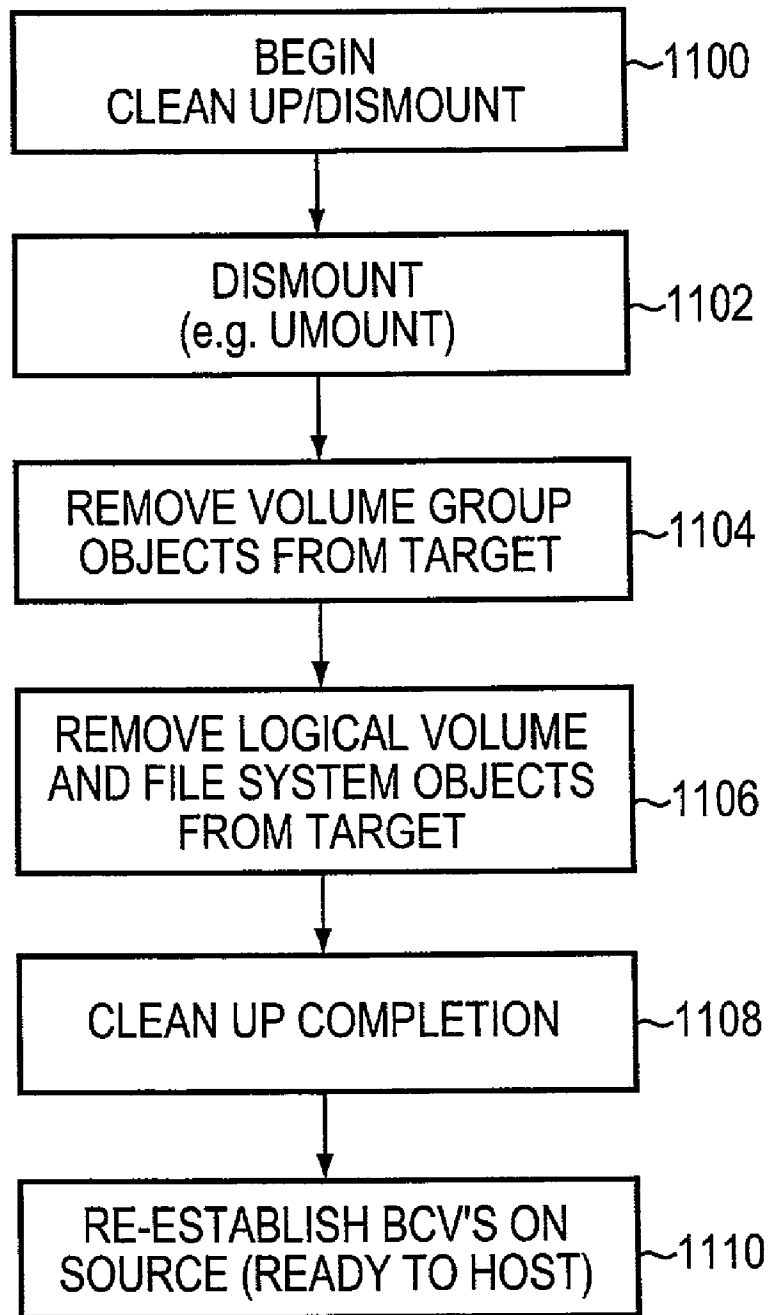 BEGIN
CLEAN UP/DISMOUNT
~1100
DISMOUNT
(e.g. UMOUNT)
~1102
REMOVE VOLUME GROUP
OBJECTS FROM TARGET
~1104
REMOVE LOGICAL VOLUME
AND FILE SYSTEM OBJECTS
FROM TARGET
~1106
CLEAN UP COMPLETION
~1108
RE-ESTABLISH BCV'S ON
SOURCE (READY TO HOST)
~1110